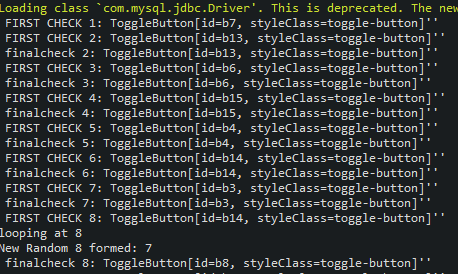 Loading class `com.mysql.jdbc.Driver'. This is deprecated. The new
FIRST CHECK 1: ToggleButton[id=b7, styleClass=toggle-button]''
FIRST CHECK 2: ToggleButton[id=b13, styleClass=toggle-button]''
finalcheck 2: ToggleButton[id=b13, styleClass=toggle-button]''
FIRST CHECK 3: ToggleButton[id=b6, styleClass=toggle-button]''
finalcheck 3: ToggleButton[id=b6, styleClass=toggle-button]''
FIRST CHECK 4: ToggleButton[id=b15, styleClass=toggle-button]''
finalcheck 4: ToggleButton[id=b15, styleClass=toggle-button]''
FIRST CHECK 5: ToggleButton[id=b4, styleClass=toggle-button]''
finalcheck 5: ToggleButton[id=b4, styleClass=toggle-button]''
FIRST CHECK 6: ToggleButton[id=b14, styleClass=toggle-button]''
finalcheck 6: ToggleButton[id=b14, styleClass=toggle-button]''
FIRST CHECK 7: ToggleButton[id=b3, styleClass=toggle-button]''
finalcheck 7: ToggleButton[id=b3, styleClass=toggle-button]''
FIRST CHECK 8: ToggleButton[id=b14, styleClass=toggle-button]''
looping at 8
New Random 8 formed: 7
finalcheck 8: ToggleButton[id=b8, styleClass=toggle-button]''